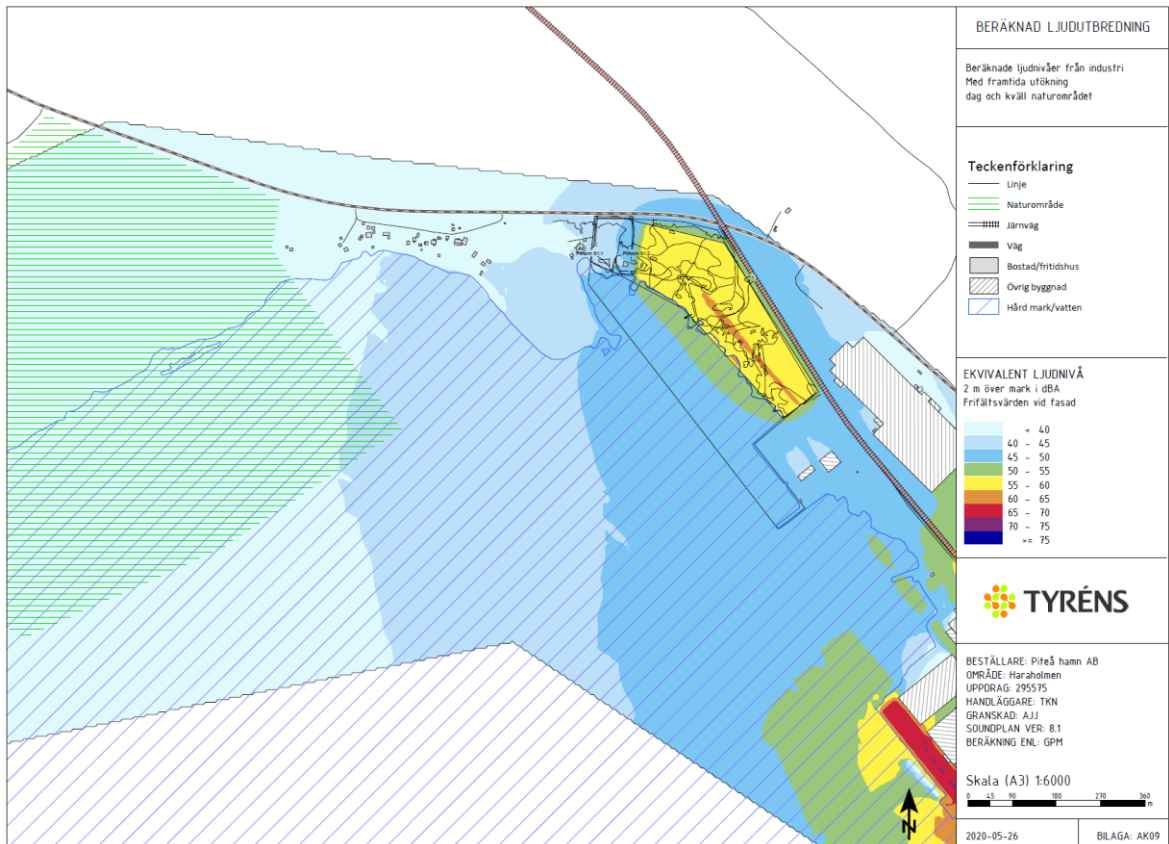 BERÄKNAD LJUDUTBREDNING
Beräknade ljudnivåer från industri
Med framtida utökning
dag och kväll naturområdet
Teckenförklaring
Linje
Naturområde
Järnväg
Väg
Bostad/fritidshus
Övrig byggnad
Hård mark/vatten
EKVIVALENT LJUDNIVÅ
2 m över mark i dBA
Frifältsvärden vid fasad
< 40
40 - 45
45 - 50
50 - 55
55 - 60
60 - 65
65 - 70
70 - 75
>= 75
TYRÉNS
BESTÄLLARE: Piteå hamn AB
OMRÅDE: Haraholmen
UPPDRAG: 295575
HANDLÄGGARE: TKN
GRANSKAD: AJJ
SOUNDPLAN VER: 8.1
BERÄKNING ENL: GPM
Skala (A3) 1:6000
0 45 90 180 270 360
m
N
2020-05-26 BILAGA: AK09